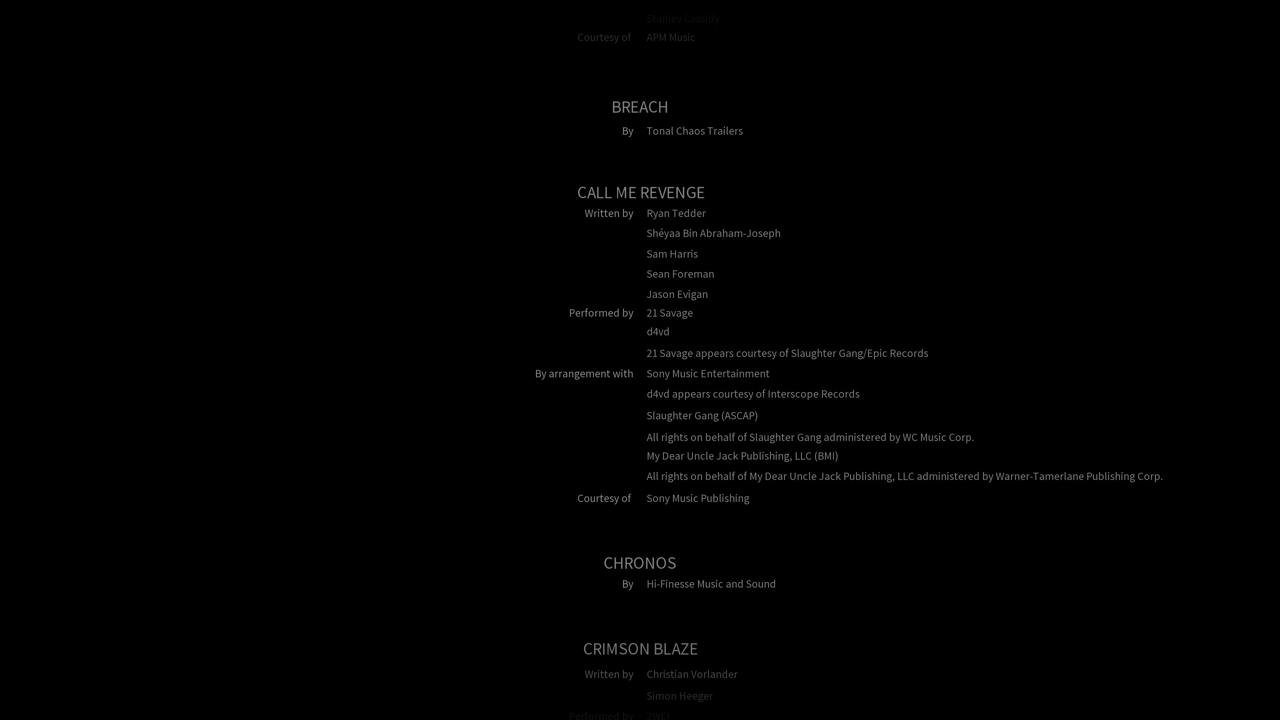 Stanley Cassidy
Courtesy of APM Music
BREACH
By Tonal Chaos Trailers
CALL ME REVENGE
Written by Ryan Tedder
Shéyaa Bin Abraham-Joseph
Sam Harris
Sean Foreman
Jason Evigan
Performed by 21 Savage
d4vd
21 Savage appears courtesy of Slaughter Gang/Epic Records
By arrangement with Sony Music Entertainment
d4vd appears courtesy of Interscope Records
Slaughter Gang (ASCAP)
All rights on behalf of Slaughter Gang administered by WC Music Corp.
My Dear Uncle Jack Publishing, LLC (BMI)
All rights on behalf of My Dear Uncle Jack Publishing, LLC administered by Warner-Tamerlane Publishing Corp.
Courtesy of Sony Music Publishing
CHRONOS
By Hi-Finesse Music and Sound
CRIMSON BLAZE
Written by Christian Vorlander
Simon Heeger
Performed by 2WEI